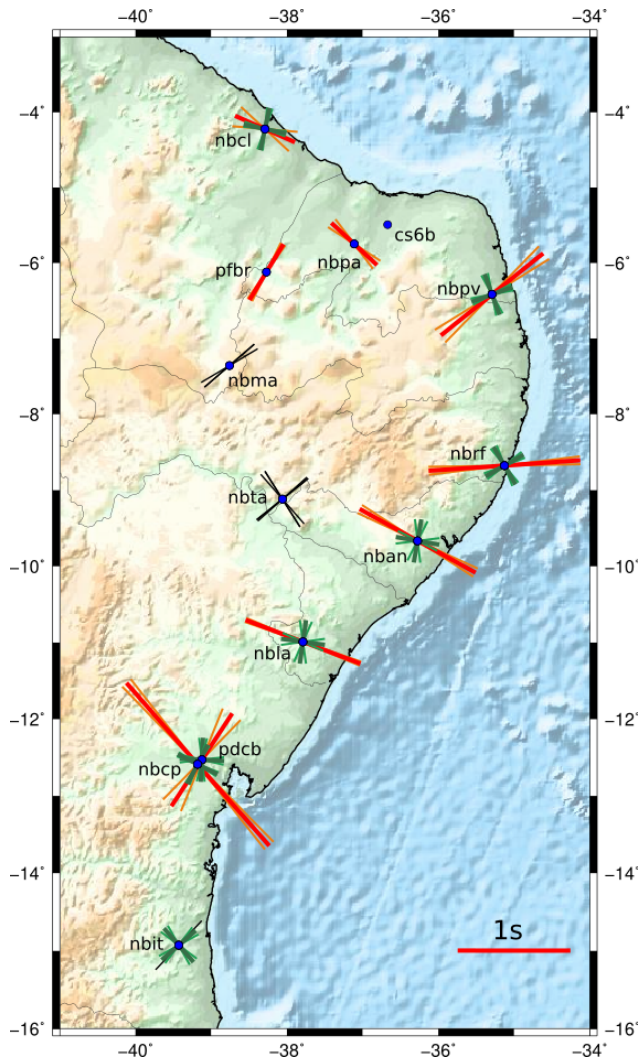 −40 −38 −36 −34
−4 −4
nbcl
cs6b
nbpa
pfbr
−6 −6
nbpv
nbma
−8 −8
nbrf
nbta
nban
−10 −10
nbla
−12 −12
pdcb
nbcp
−14 −14
nbit
1s
−16 −16
−40 −38 −36 −34